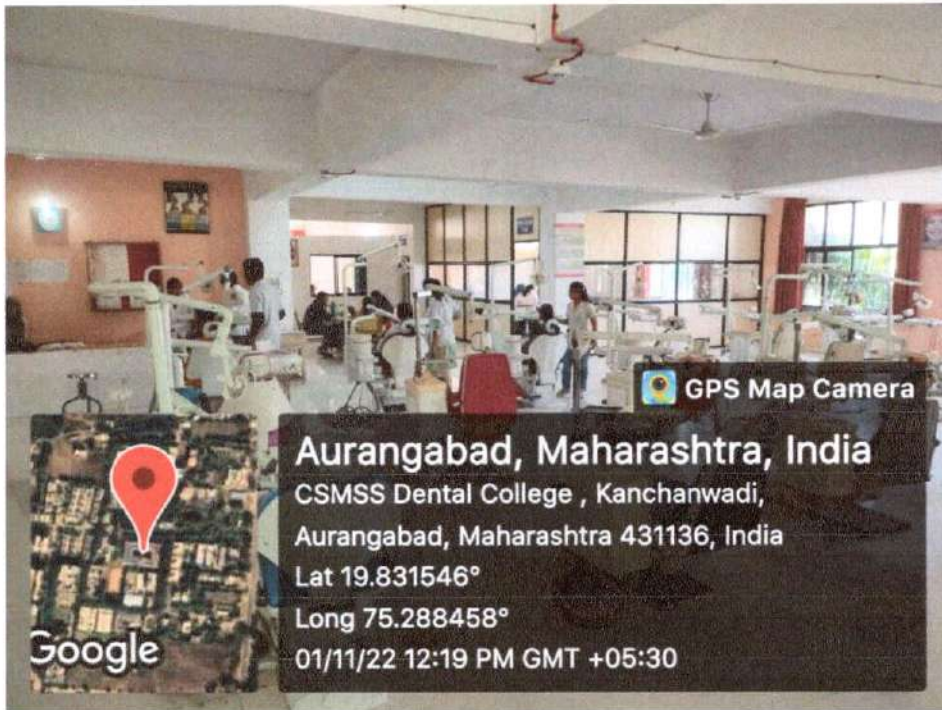 GPS Map Camera
Aurangabad, Maharashtra, India
CSMSS Dental College , Kanchanwadi,
Aurangabad, Maharashtra 431136, India
Lat 19.831546°
Long 75.288458°
01/11/22 12:19 PM GMT +05:30
Google